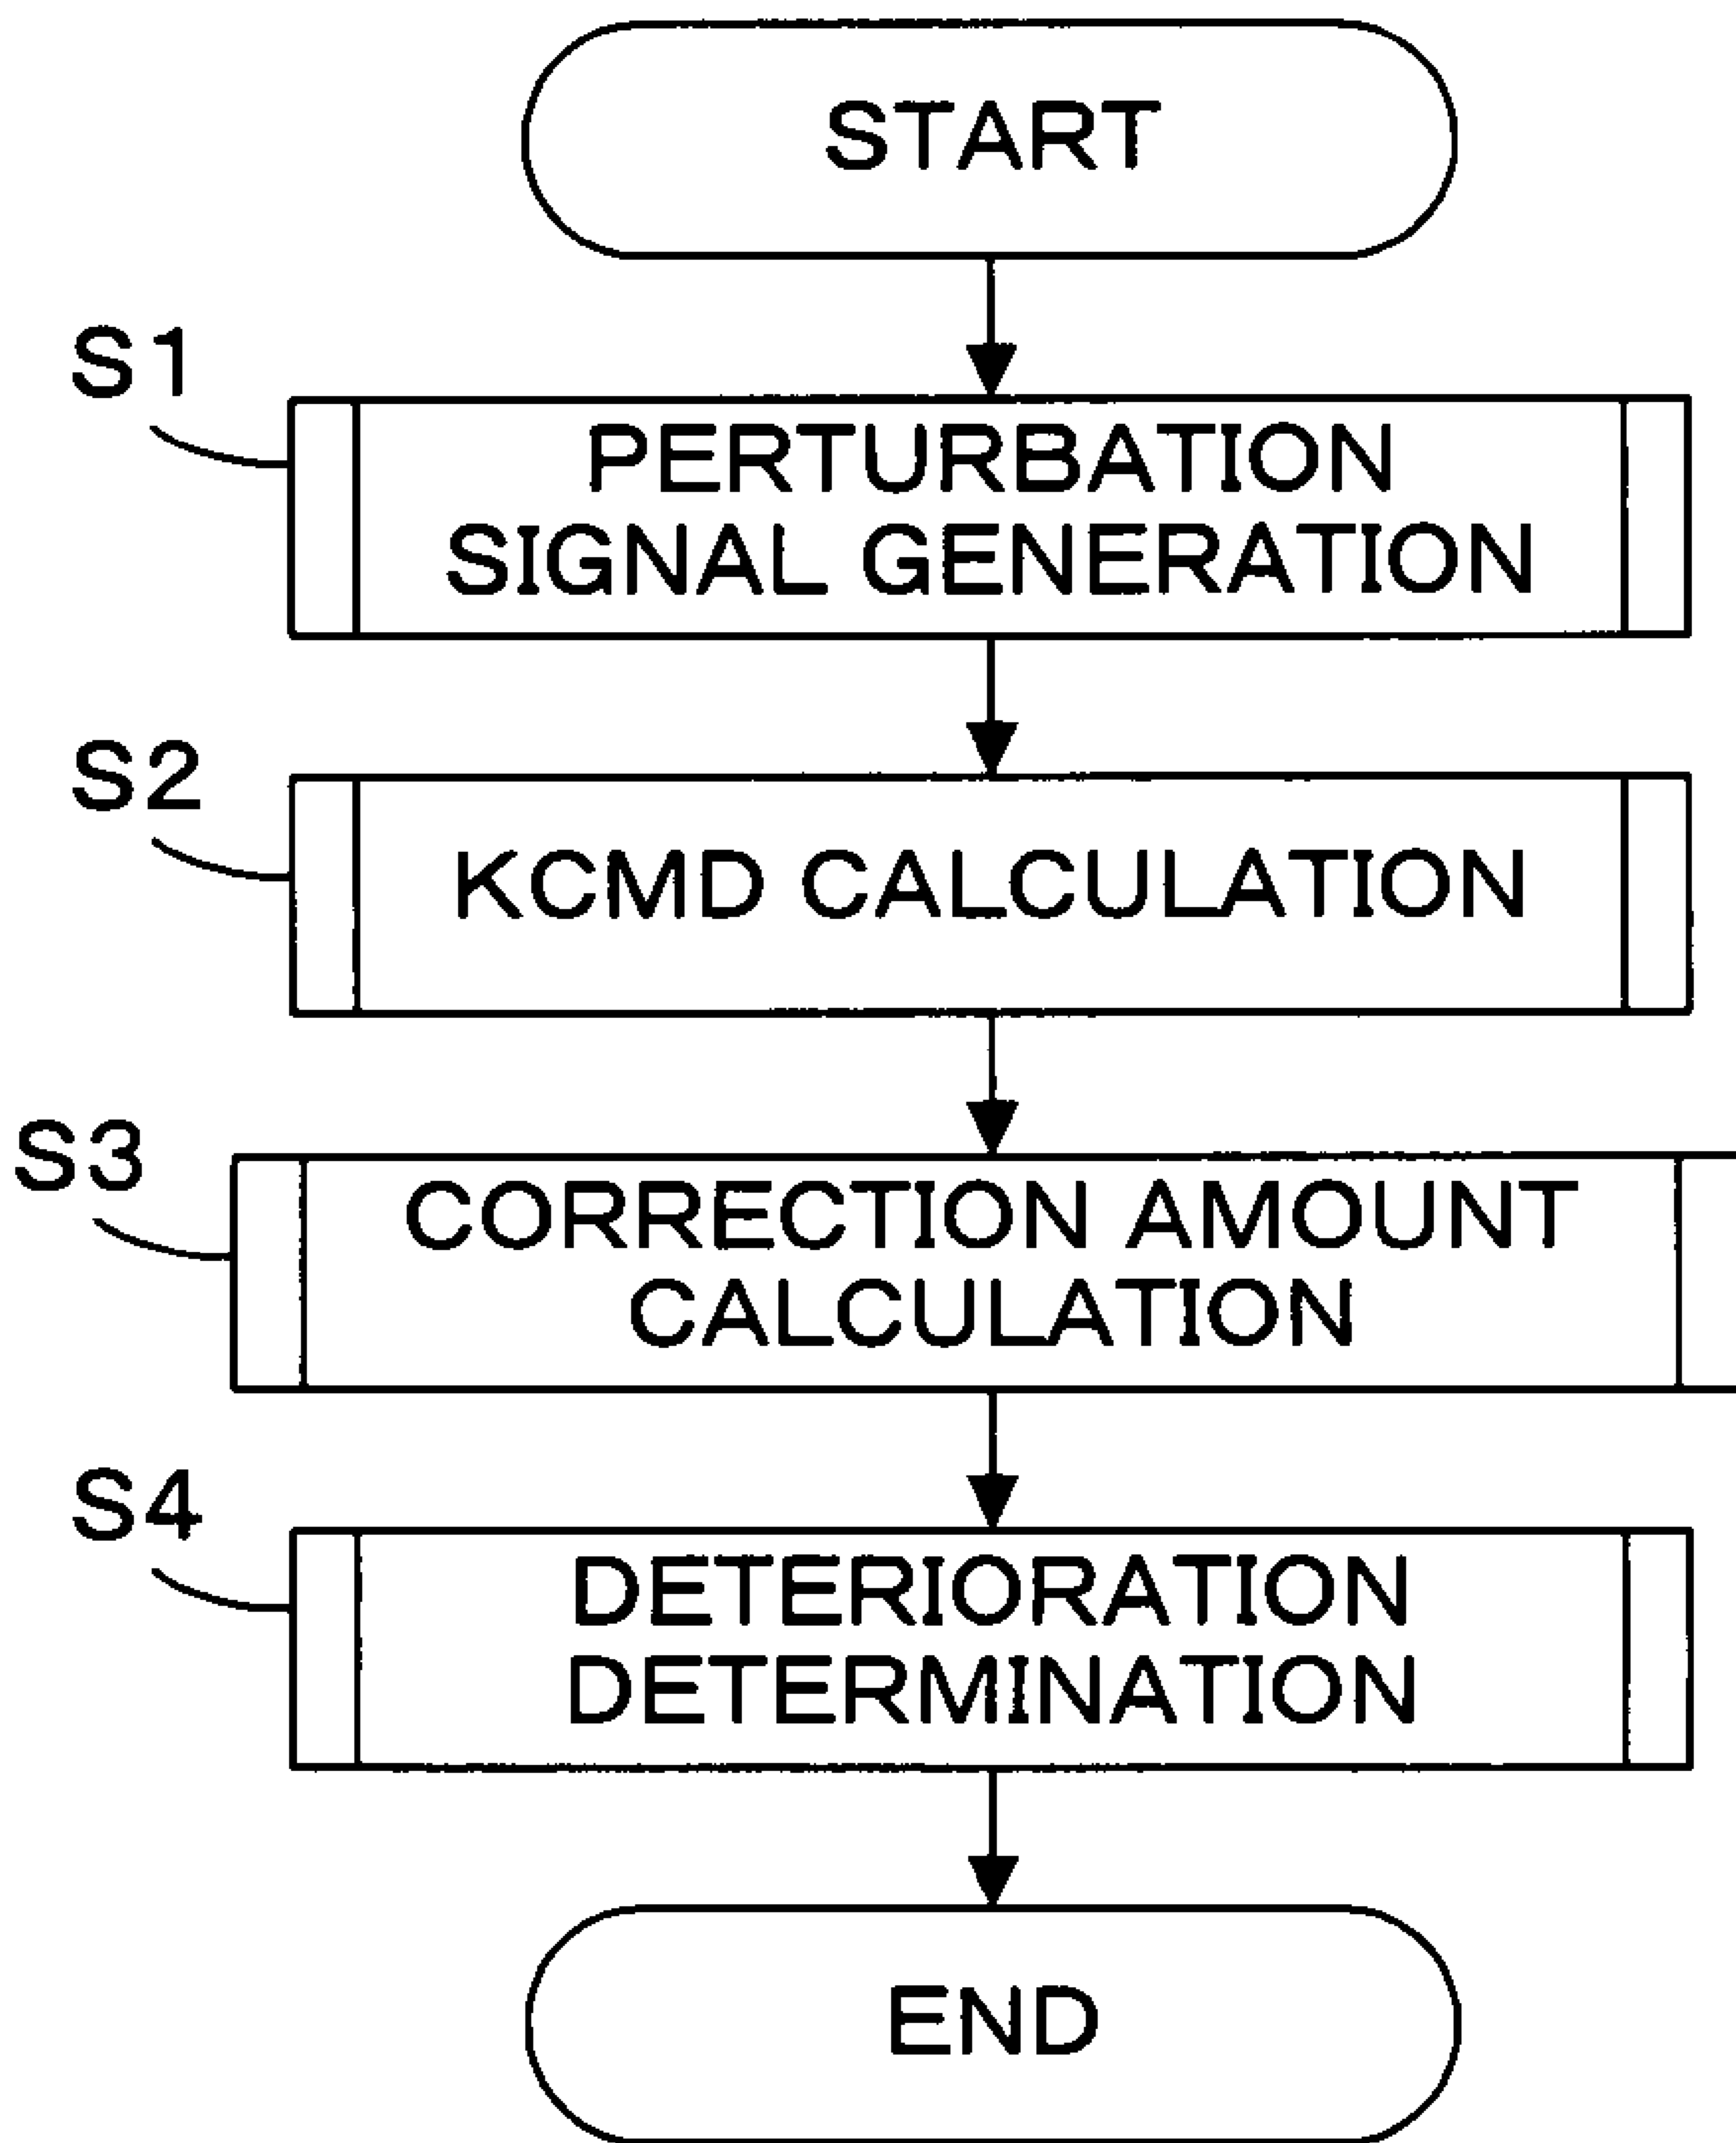 START
S1
PERTURBATION
SIGNAL GENERATION
S2
KCMD CALCULATION
S3
CORRECTION AMOUNT
CALCULATION
S4
DETERIORATION
DETERMINATION
END